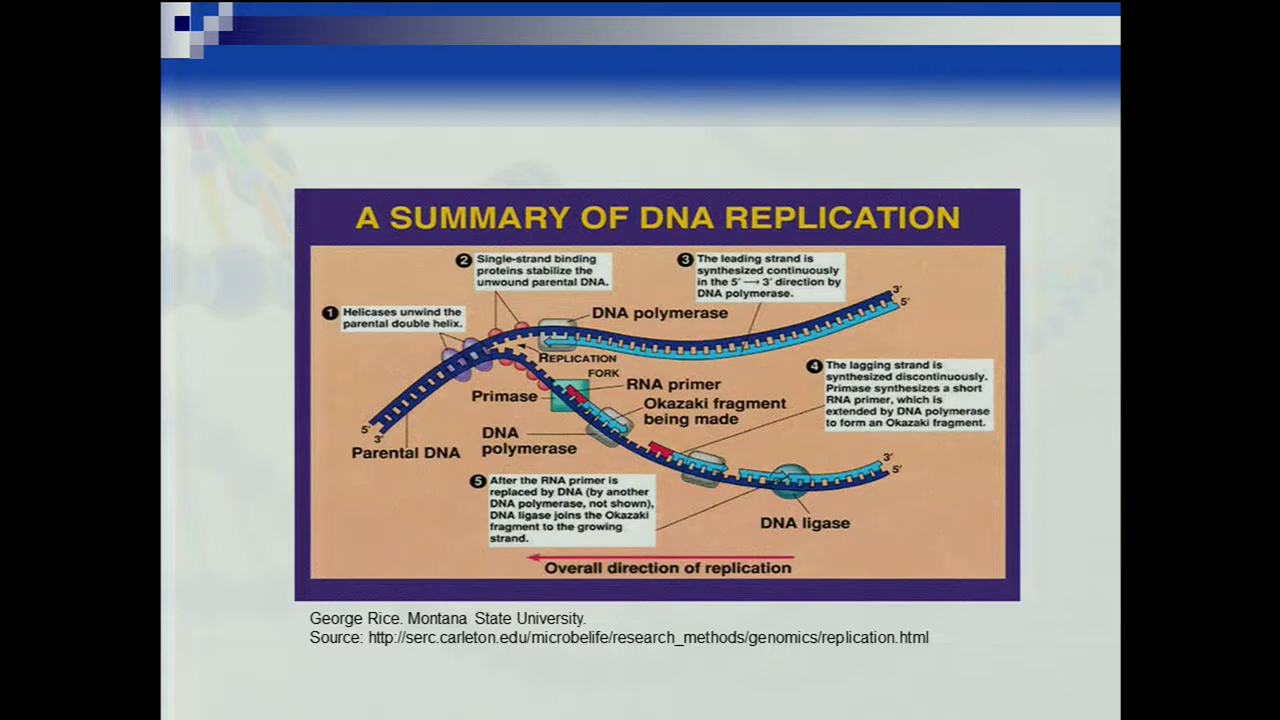 A SUMMARY OF DNA REPLICATION
2 Single-strand binding
proteins stabilize the
unwound parental DNA.
3 The leading strand is
synthesized continuously
in the 5' → 3' direction by
DNA polymerase.
1 Helicases unwind the
parental double helix.
DNA polymerase
3'
5'
REPLICATION
FORK
4 The lagging strand is
synthesized discontinuously.
Primase synthesizes a short
RNA primer, which is
extended by DNA polymerase
to form an Okazaki fragment.
RNA primer
Primase
Okazaki fragment
being made
5'
3'
Parental DNA
DNA
polymerase
3'
5'
5 After the RNA primer is
replaced by DNA (by another
DNA polymerase, not shown),
DNA ligase joins the Okazaki
fragment to the growing
strand.
DNA ligase
Overall direction of replication
George Rice. Montana State University.
Source: http://serc.carleton.edu/microbelife/research_methods/genomics/replication.html